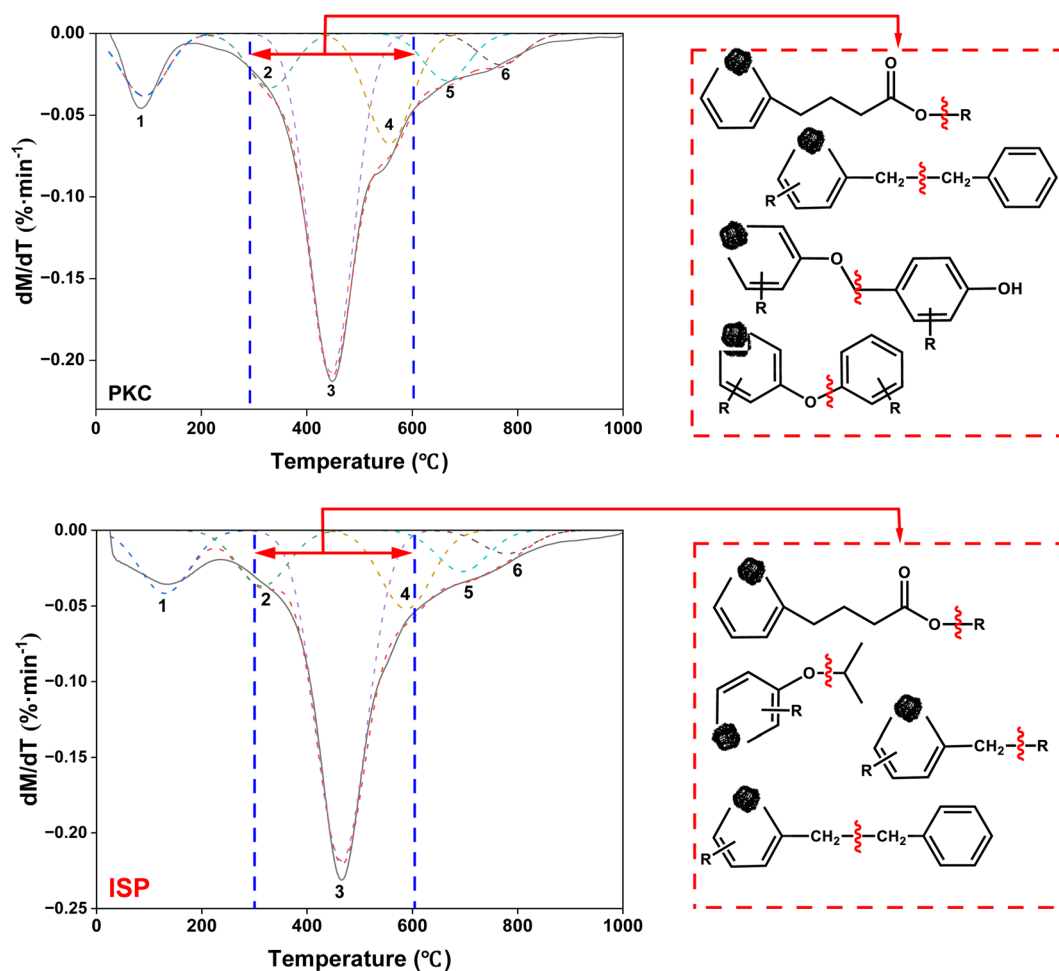 0.00
−0.05
−0.10
−0.15
−0.20
dM/dT (%·min⁻¹)
1
2
3
4
5
6
PKC
0 200 400 600 800 1000
Temperature (℃)
O
O R
CH₂ CH₂
R
O
OH
R
R
O
R
R
0.00
−0.05
−0.10
−0.15
−0.20
−0.25
dM/dT (%·min⁻¹)
1
2
3
4
5
6
ISP
0 200 400 600 800 1000
Temperature (℃)
O
O R
O
R
CH₂ R
R
CH₂ CH₂
R